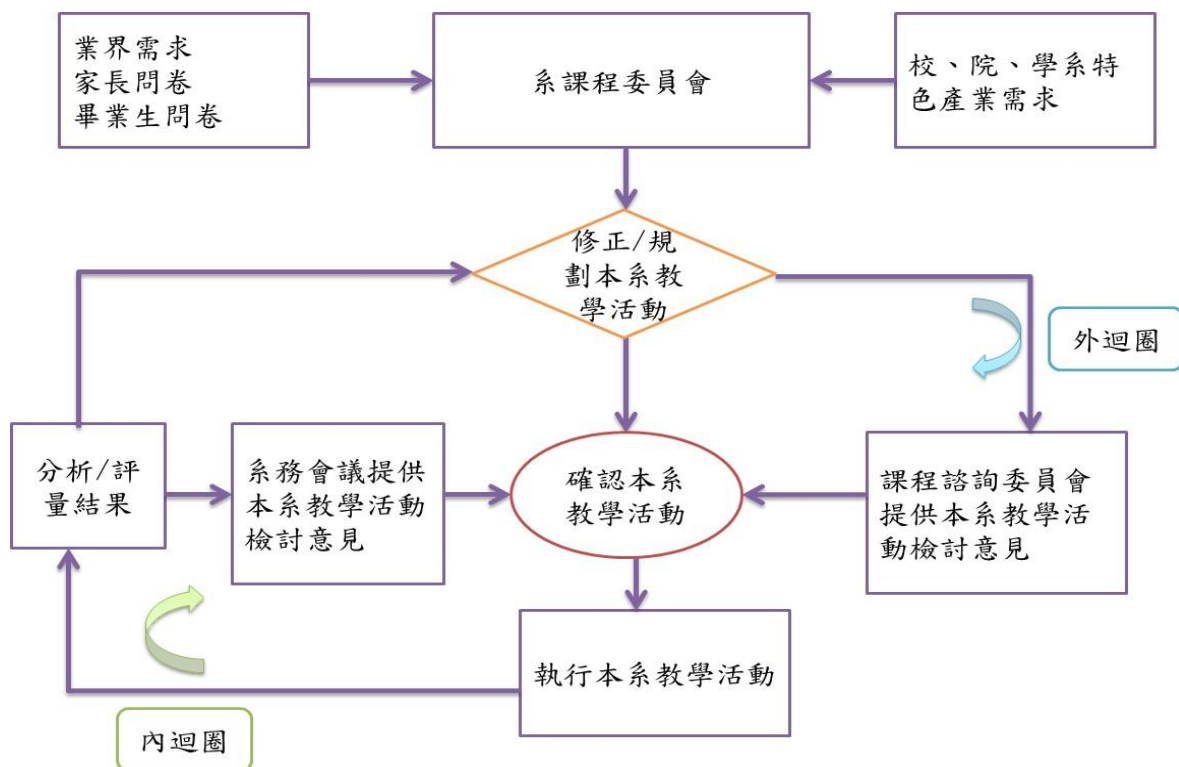 業界需求
家長問卷
畢業生問卷
系課程委員會
校、院、學系特
色產業需求
修正/規
劃本系教
學活動
外迴圈
分析/評
量結果
系務會議提供
本系教學活動
檢討意見
確認本系
教學活動
課程諮詢委員會
提供本系教學活
動檢討意見
執行本系教學活動
內迴圈